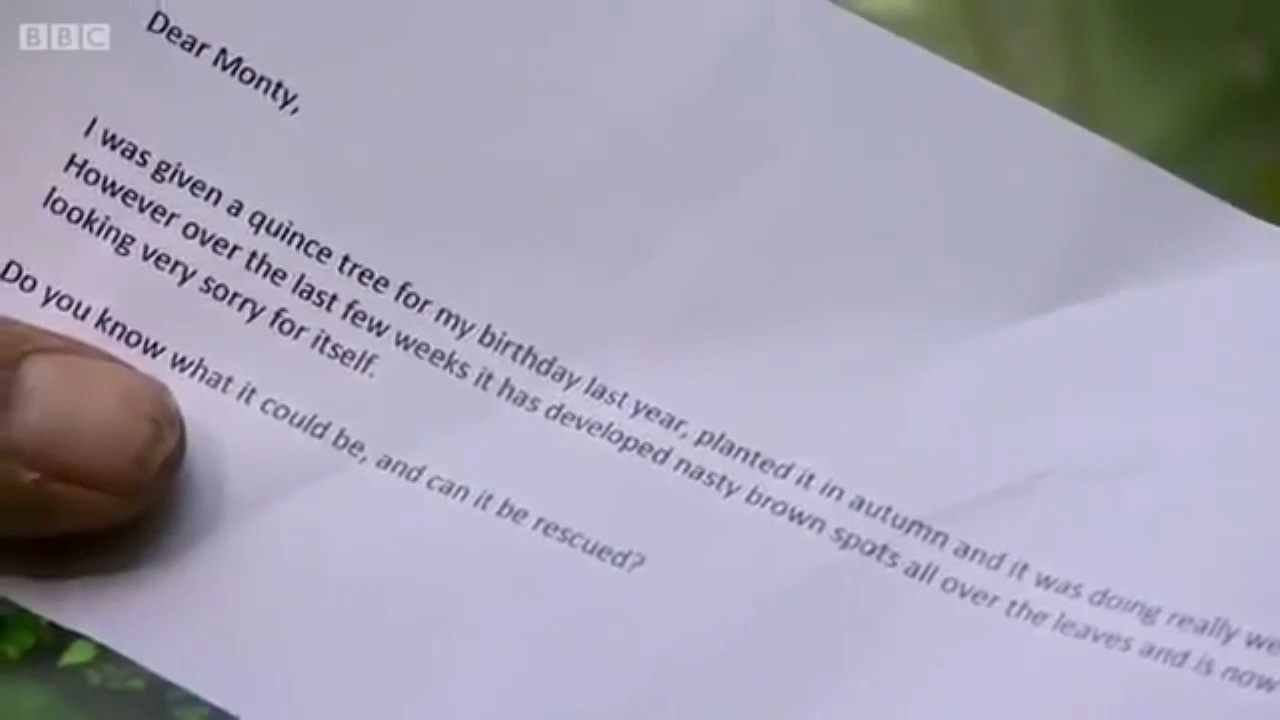 BBC
Dear Monty,
I was given a quince tree for my birthday last year, planted it in autumn and it was doing really we
However over the last few weeks it has developed nasty brown spots all over the leaves and is now
looking very sorry for itself.
Do you know what it could be, and can it be rescued?